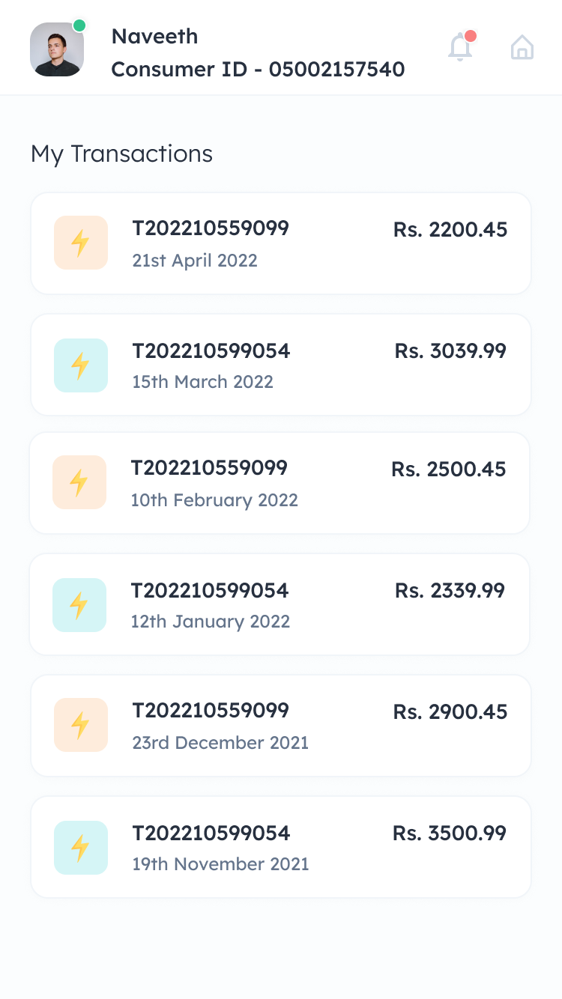 Naveeth
Consumer ID - 05002157540
My Transactions
T202210559099
Rs. 2200.45
21st April 2022
T202210599054
Rs. 3039.99
15th March 2022
T202210559099
Rs. 2500.45
10th February 2022
T202210599054
Rs. 2339.99
12th January 2022
T202210559099
Rs. 2900.45
23rd December 2021
T202210599054
Rs. 3500.99
19th November 2021